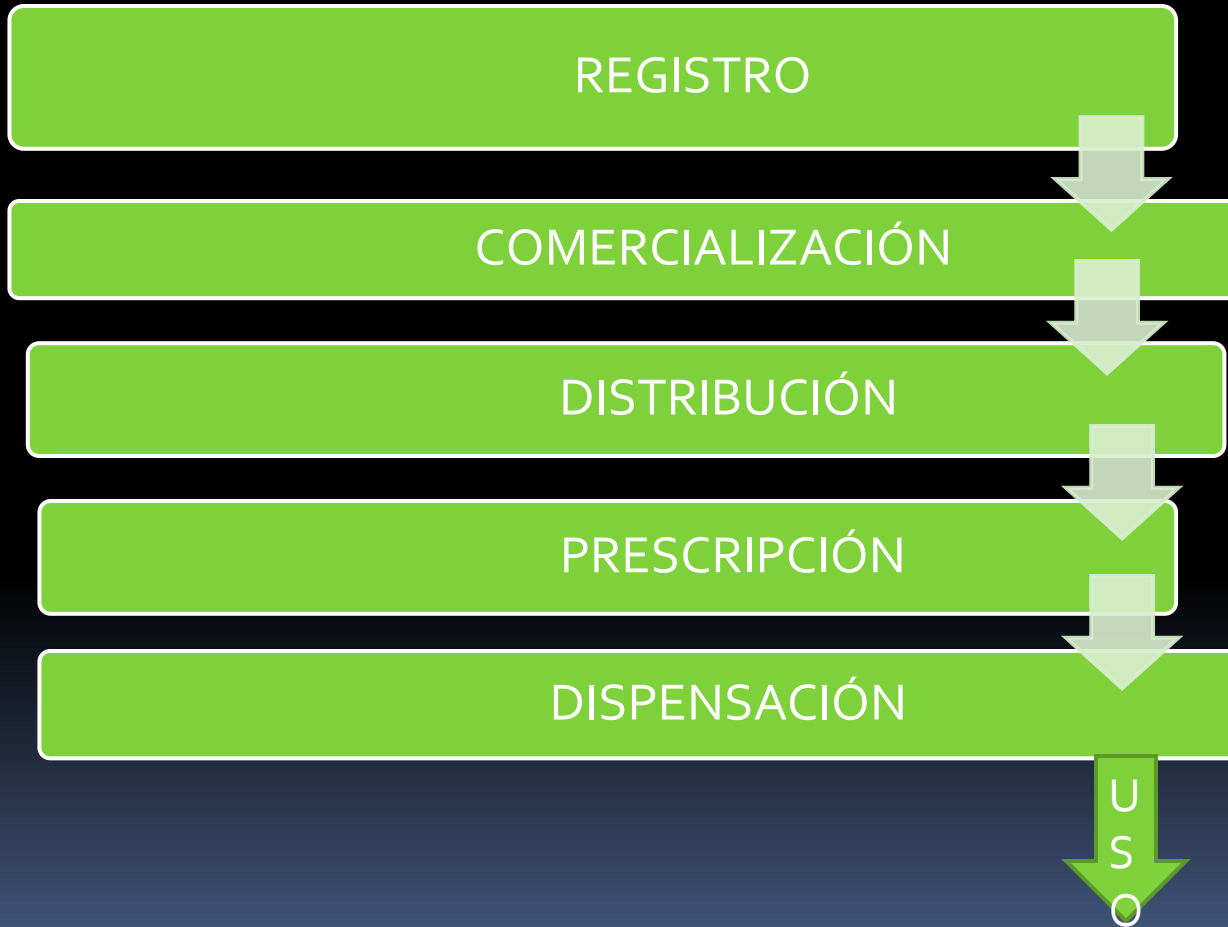 REGISTRO
COMERCIALIZACIÓN
DISTRIBUCIÓN
PRESCRIPCIÓN
DISPENSACIÓN
U
S
O